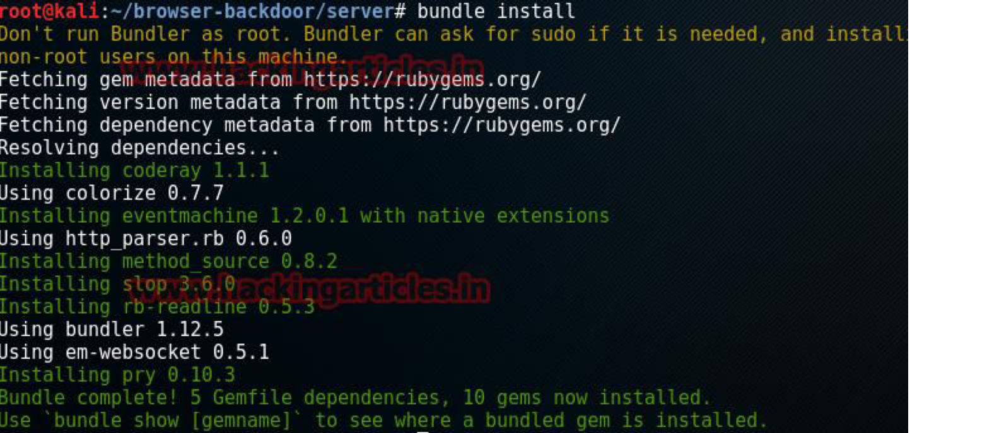 root@kali:~/browser-backdoor/server# bundle install
Don't run Bundler as root. Bundler can ask for sudo if it is needed, and
non-root users on this machine.
www.hackingarticles.in
Fetching gem metadata from https://rubygems.org/
Fetching version metadata from https://rubygems.org/
Fetching dependency metadata from https://rubygems.org/
Resolving dependencies...
Installing coderay 1.1.1
Using colorize 0.7.7
Installing eventmachine 1.2.0.1 with native extensions
Using http_parser.rb 0.6.0
Installing method_source 0.8.2
Installing slop 3.6.0
www.hackingarticles.in
Installing rb-readline 0.5.3
Using bundler 1.12.5
Using em-websocket 0.5.1
Installing pry 0.10.3
Bundle complete! 5 Gemfile dependencies, 10 gems now installed.
Use `bundle show [gemname]` to see where a bundled gem is installed.